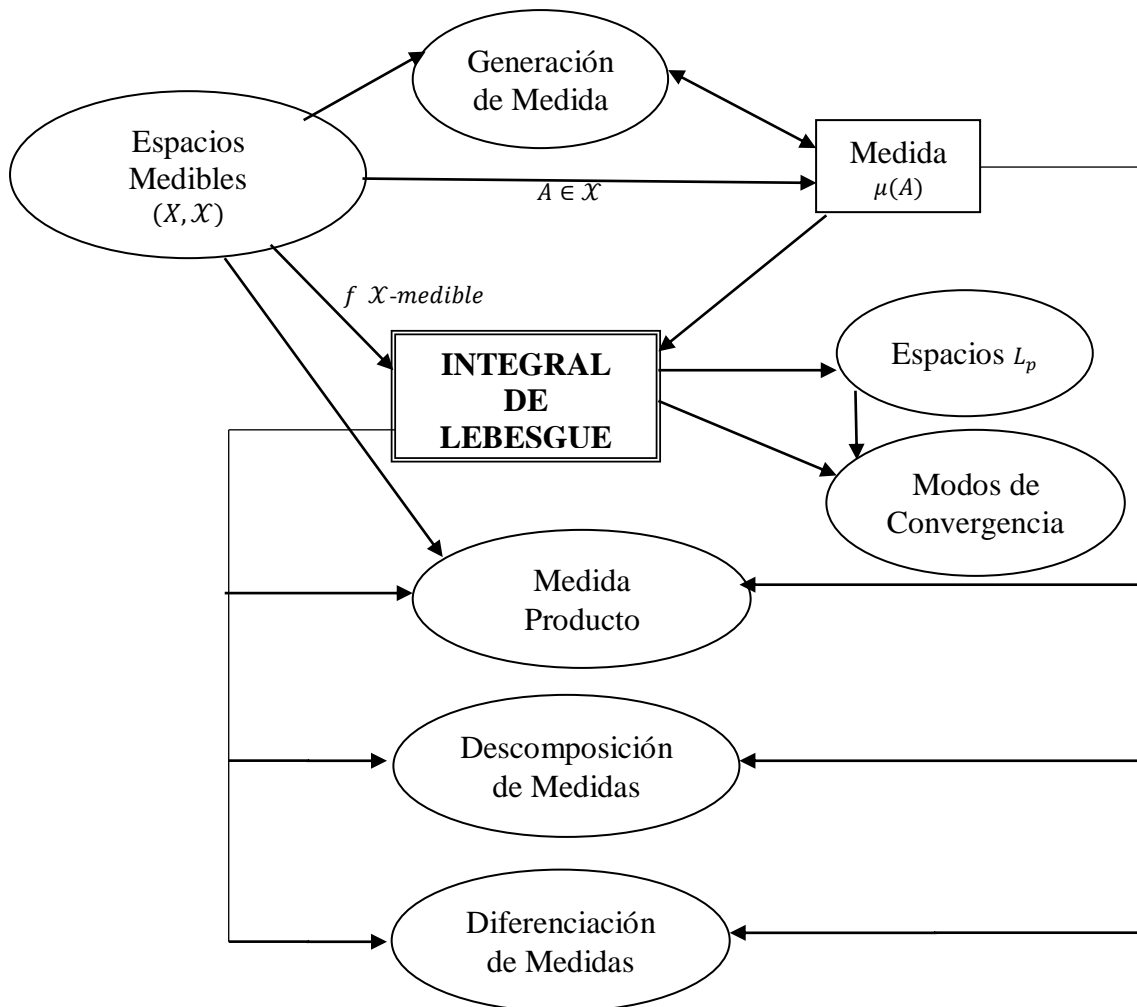 Generación
de Medida
Espacios
Medibles
(X, 𝒳)
Medida
μ(A)
A ∈ 𝒳
f 𝒳-medible
INTEGRAL
DE
LEBESGUE
Espacios L_p
Modos de
Convergencia
Medida
Producto
Descomposición
de Medidas
Diferenciación
de Medidas